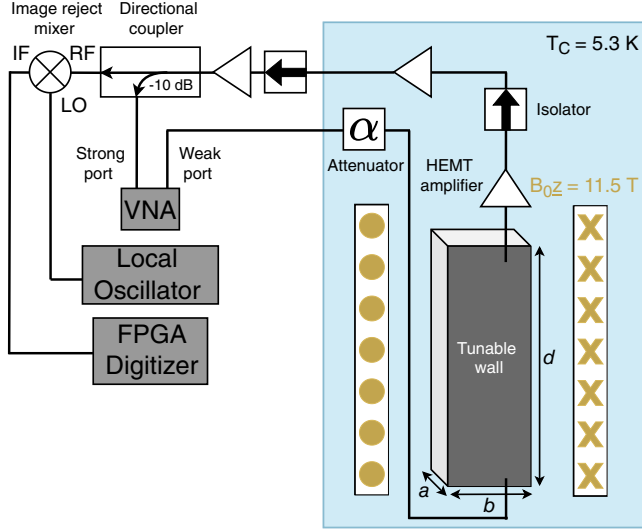 Image reject
mixer
Directional
coupler
IF
RF
LO
-10 dB
T_C = 5.3 K
Isolator
Strong
port
Weak
port
α
Attenuator
HEMT
amplifier
B_0z = 11.5 T
VNA
Local
Oscillator
FPGA
Digitizer
Tunable
wall
d
a
b